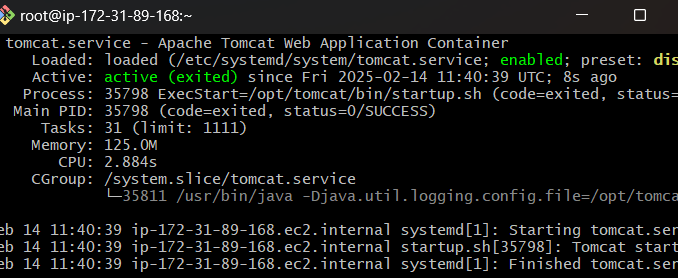 root@ip-172-31-89-168:~
tomcat.service - Apache Tomcat Web Application Container
Loaded: loaded (/etc/systemd/system/tomcat.service; enabled; preset: dis
Active: active (exited) since Fri 2025-02-14 11:40:39 UTC; 8s ago
Process: 35798 ExecStart=/opt/tomcat/bin/startup.sh (code=exited, status=
Main PID: 35798 (code=exited, status=0/SUCCESS)
Tasks: 31 (limit: 1111)
Memory: 125.0M
CPU: 2.884s
CGroup: /system.slice/tomcat.service
└─35811 /usr/bin/java -Djava.util.logging.config.file=/opt/tomca
eb 14 11:40:39 ip-172-31-89-168.ec2.internal systemd[1]: Starting tomcat.ser
eb 14 11:40:39 ip-172-31-89-168.ec2.internal startup.sh[35798]: Tomcat start
eb 14 11:40:39 ip-172-31-89-168.ec2.internal systemd[1]: Finished tomcat.ser